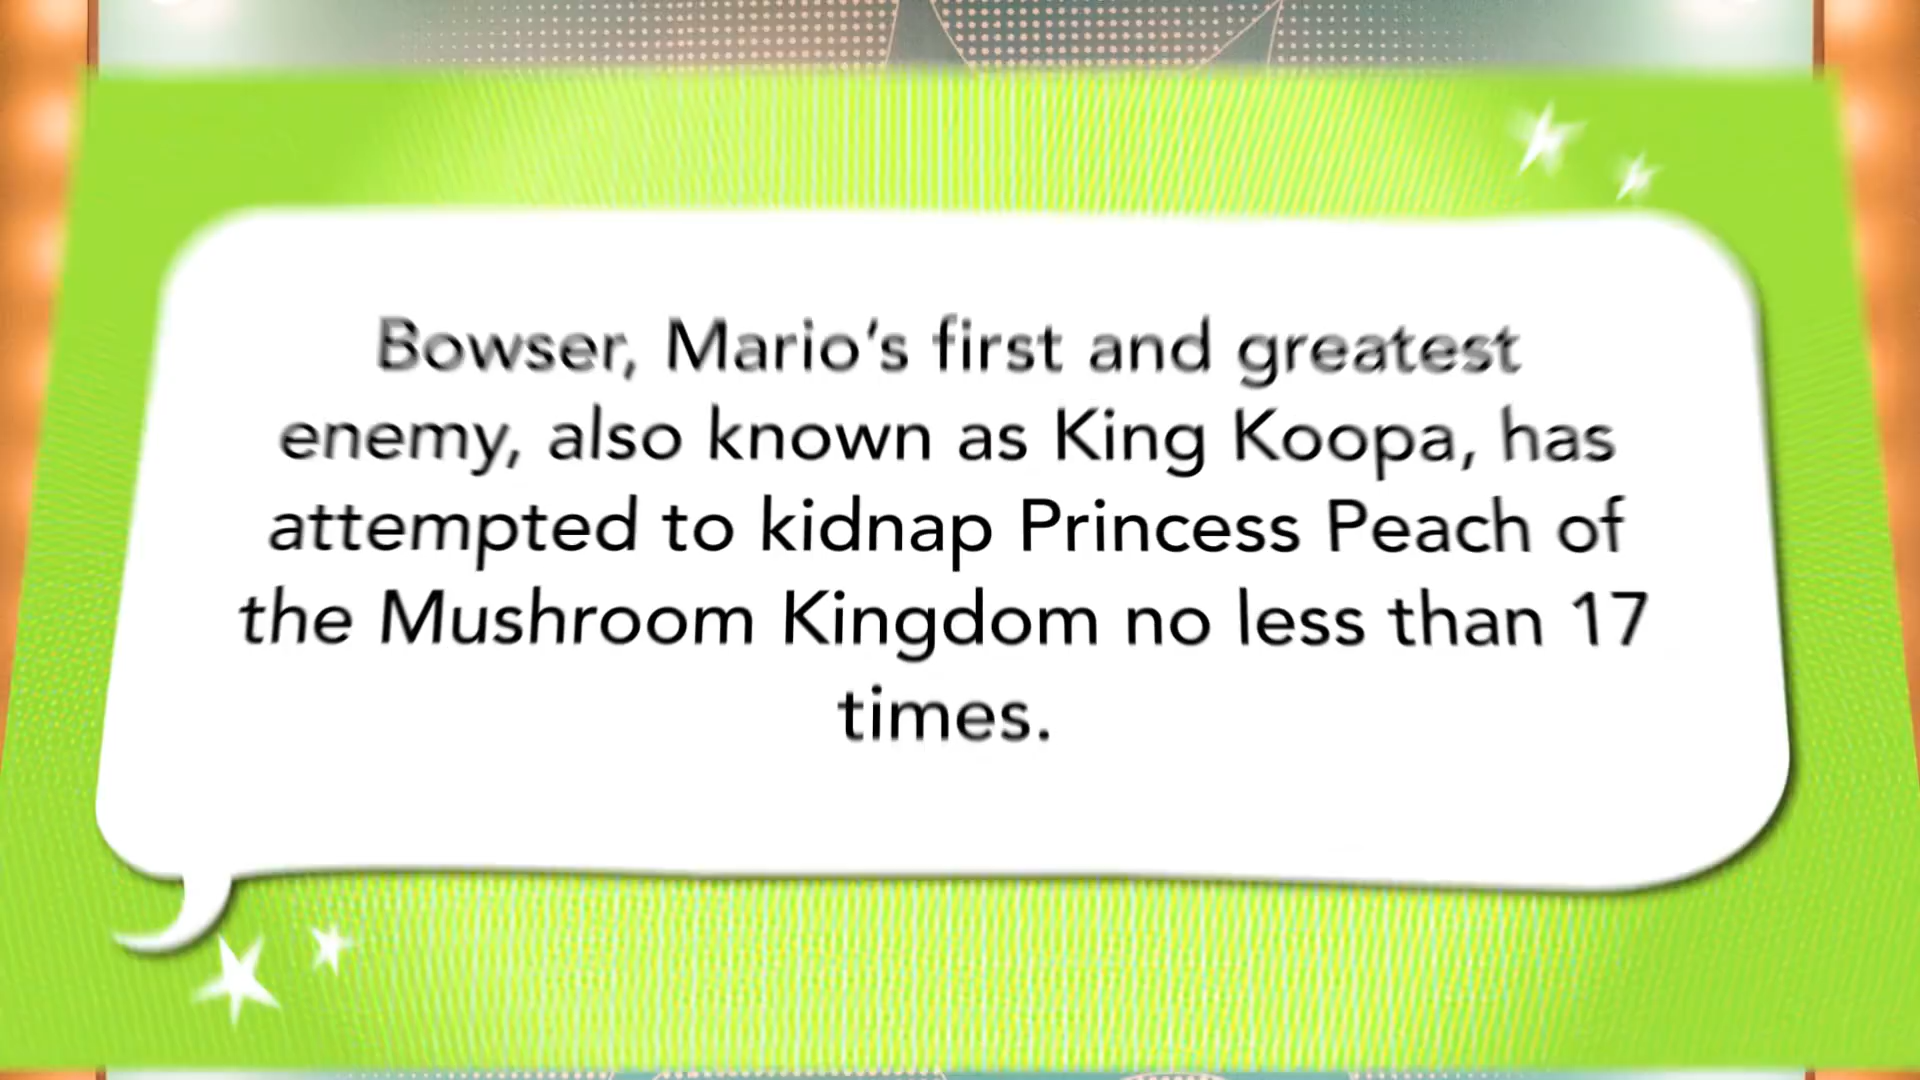 Bowser, Mario’s first and greatest
enemy, also known as King Koopa, has
attempted to kidnap Princess Peach of
the Mushroom Kingdom no less than 17
times.